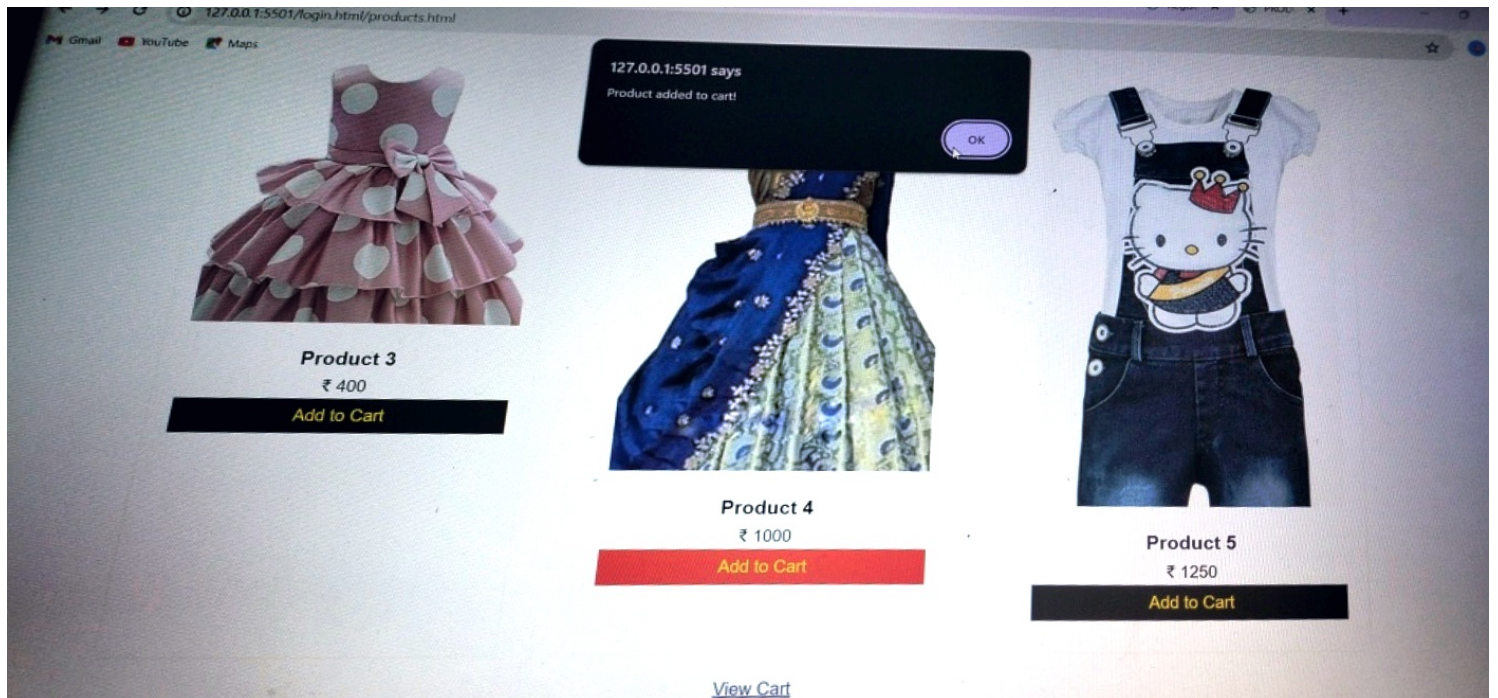 127.0.0.1:5501/login.html/products.html
Gmail YouTube Maps
127.0.0.1:5501 says
Product added to cart!
OK
Product 3
₹ 400
Add to Cart
Product 4
₹ 1000
Add to Cart
Product 5
₹ 1250
Add to Cart
View Cart